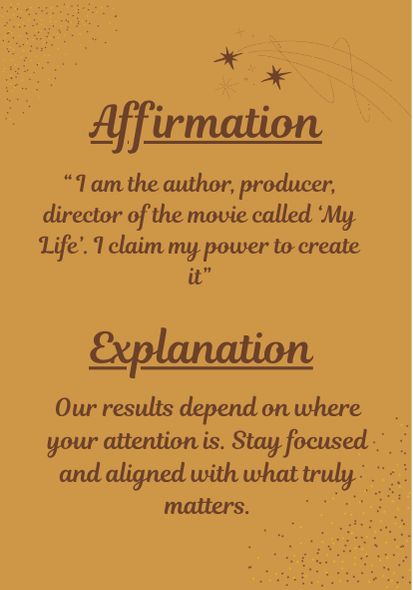 Affirmation
“ I am the author, producer,
director of the movie called ‘My
Life’. I claim my power to create
it”
Explanation
Our results depend on where
your attention is. Stay focused
and aligned with what truly
matters.